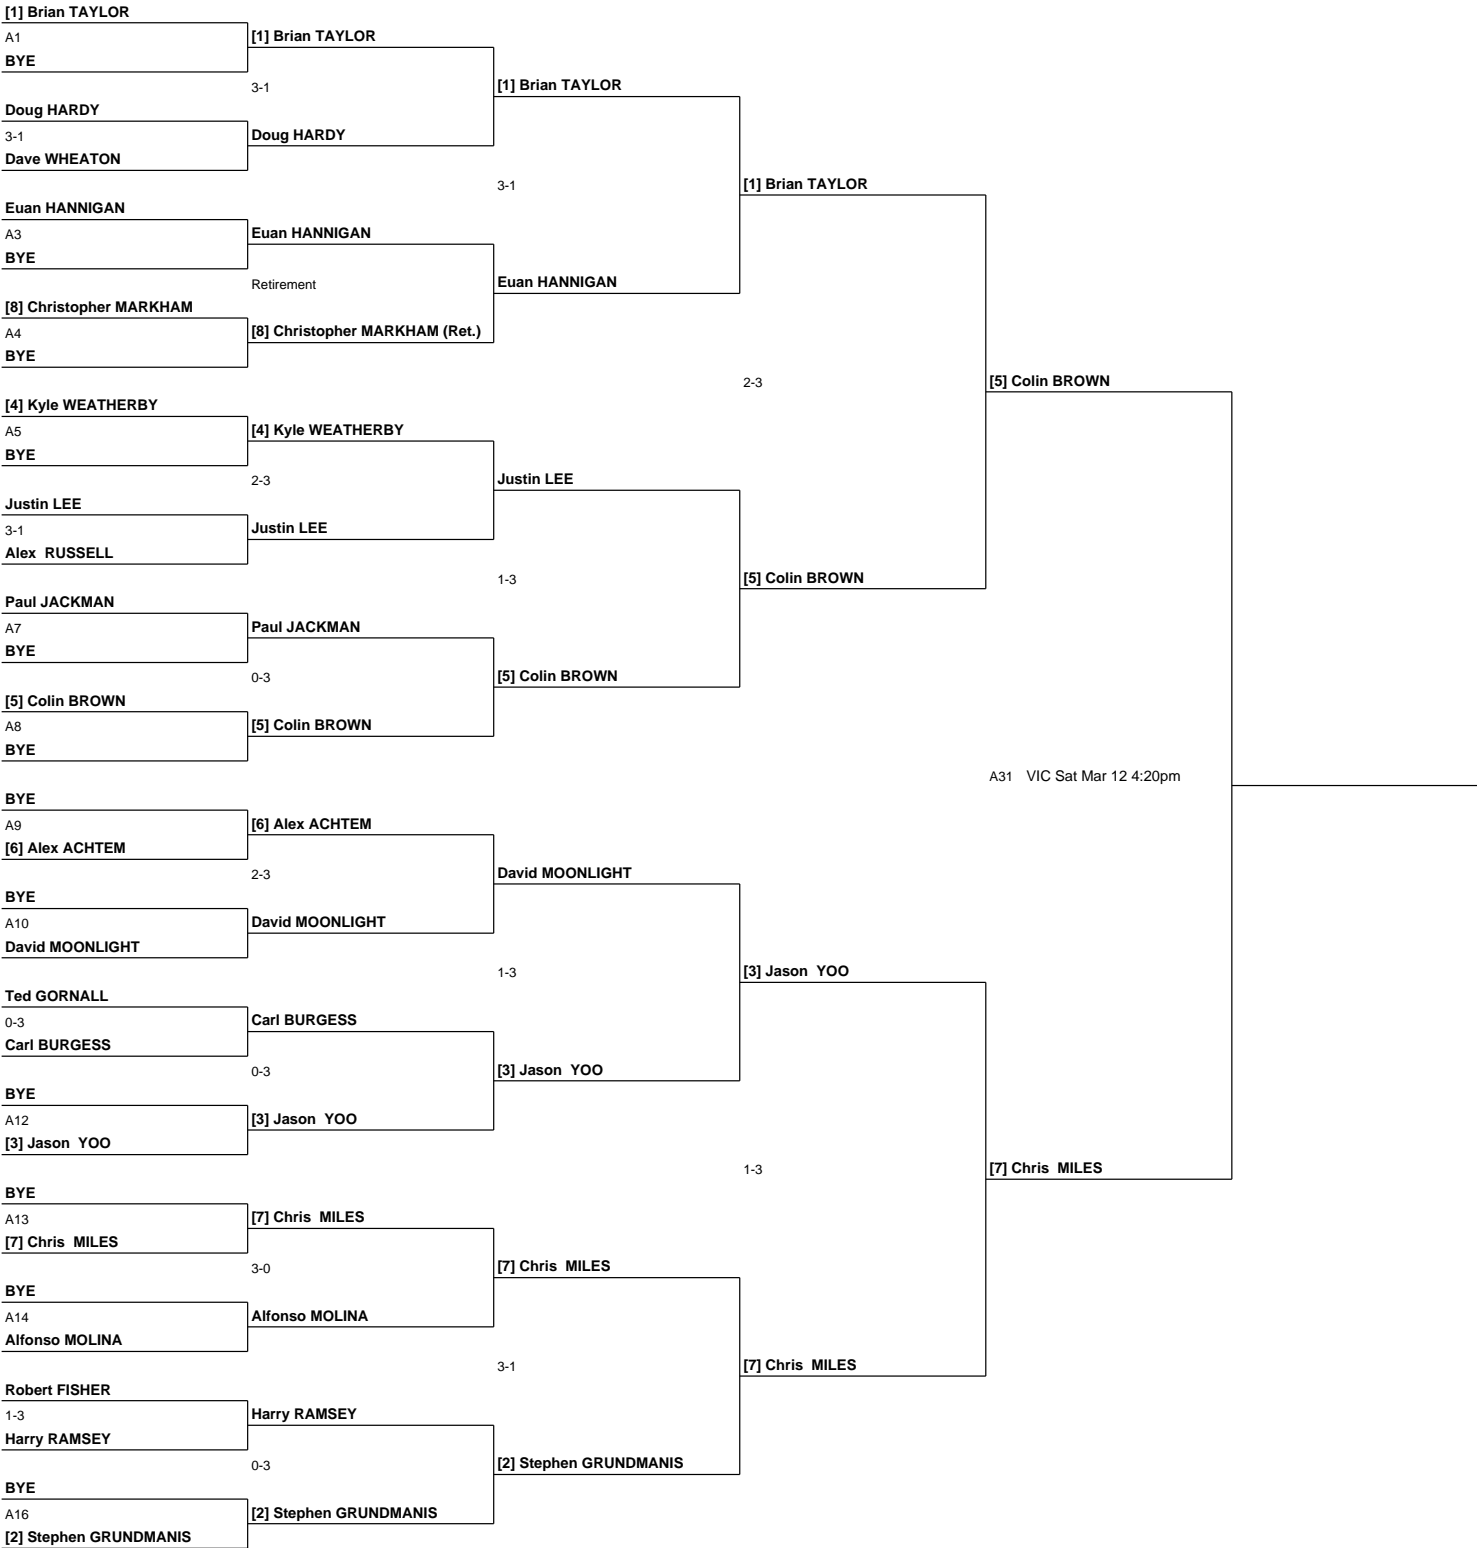 [1] Brian TAYLOR
A1
BYE
Doug HARDY
3-1
Dave WHEATON
Euan HANNIGAN
A3
BYE
[8] Christopher MARKHAM
A4
BYE
[4] Kyle WEATHERBY
A5
BYE
Justin LEE
3-1
Alex  RUSSELL
Paul JACKMAN
A7
BYE
[5] Colin BROWN
A8
BYE
BYE
A9
[6] Alex ACHTEM
BYE
A10
David MOONLIGHT
Ted GORNALL
0-3
Carl BURGESS
BYE
A12
[3] Jason  YOO
BYE
A13
[7] Chris  MILES
BYE
A14
Alfonso MOLINA
Robert FISHER
1-3
Harry RAMSEY
BYE
A16
[2] Stephen GRUNDMANIS
[1] Brian TAYLOR
3-1
Doug HARDY
Euan HANNIGAN
Retirement
[8] Christopher MARKHAM (Ret.)
[4] Kyle WEATHERBY
2-3
Justin LEE
Paul JACKMAN
0-3
[5] Colin BROWN
[6] Alex ACHTEM
2-3
David MOONLIGHT
Carl BURGESS
0-3
[3] Jason  YOO
[7] Chris  MILES
3-0
Alfonso MOLINA
Harry RAMSEY
0-3
[2] Stephen GRUNDMANIS
[1] Brian TAYLOR
3-1
Euan HANNIGAN
Justin LEE
1-3
[5] Colin BROWN
David MOONLIGHT
1-3
[3] Jason  YOO
[7] Chris  MILES
3-1
[2] Stephen GRUNDMANIS
[1] Brian TAYLOR
2-3
[5] Colin BROWN
[3] Jason  YOO
1-3
[7] Chris  MILES
[5] Colin BROWN
A31 VIC Sat Mar 12 4:20pm
[7] Chris  MILES